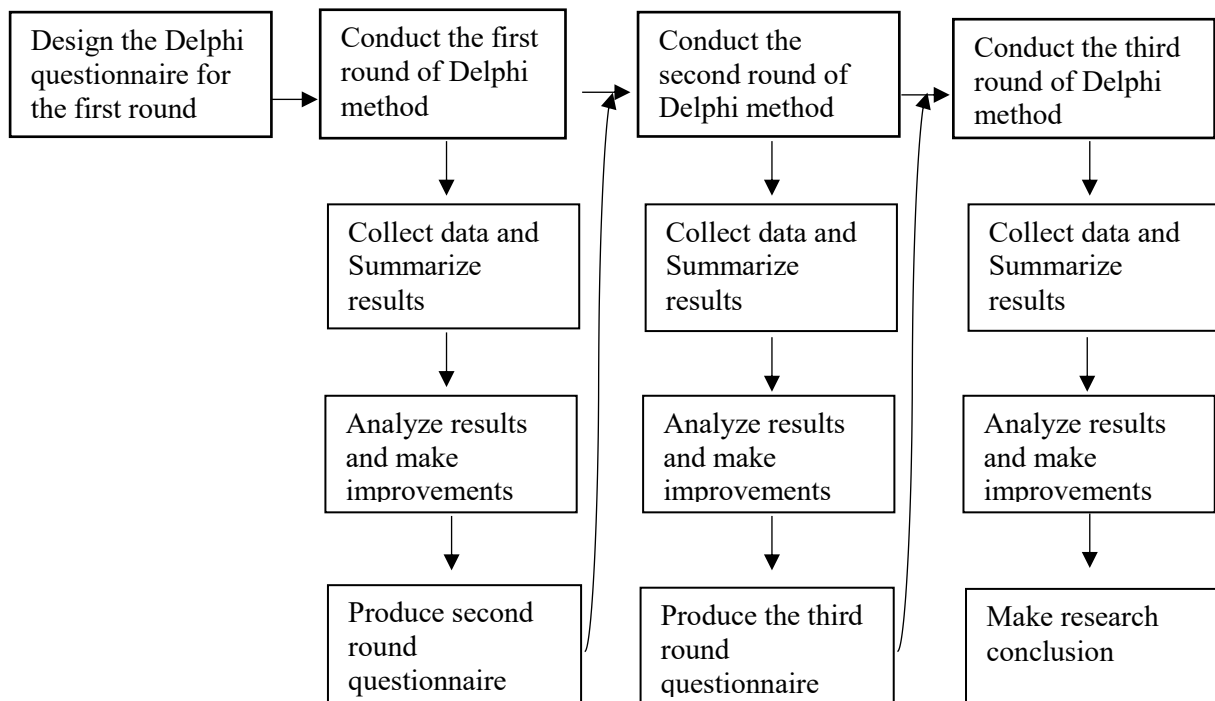 Design the Delphi
questionnaire for
the first round
Conduct the first
round of Delphi
method
Collect data and
Summarize
results
Analyze results
and make
improvements
Produce second
round
questionnaire
Conduct the
second round of
Delphi method
Collect data and
Summarize
results
Analyze results
and make
improvements
Produce the third
round
questionnaire
Conduct the third
round of Delphi
method
Collect data and
Summarize
results
Analyze results
and make
improvements
Make research
conclusion